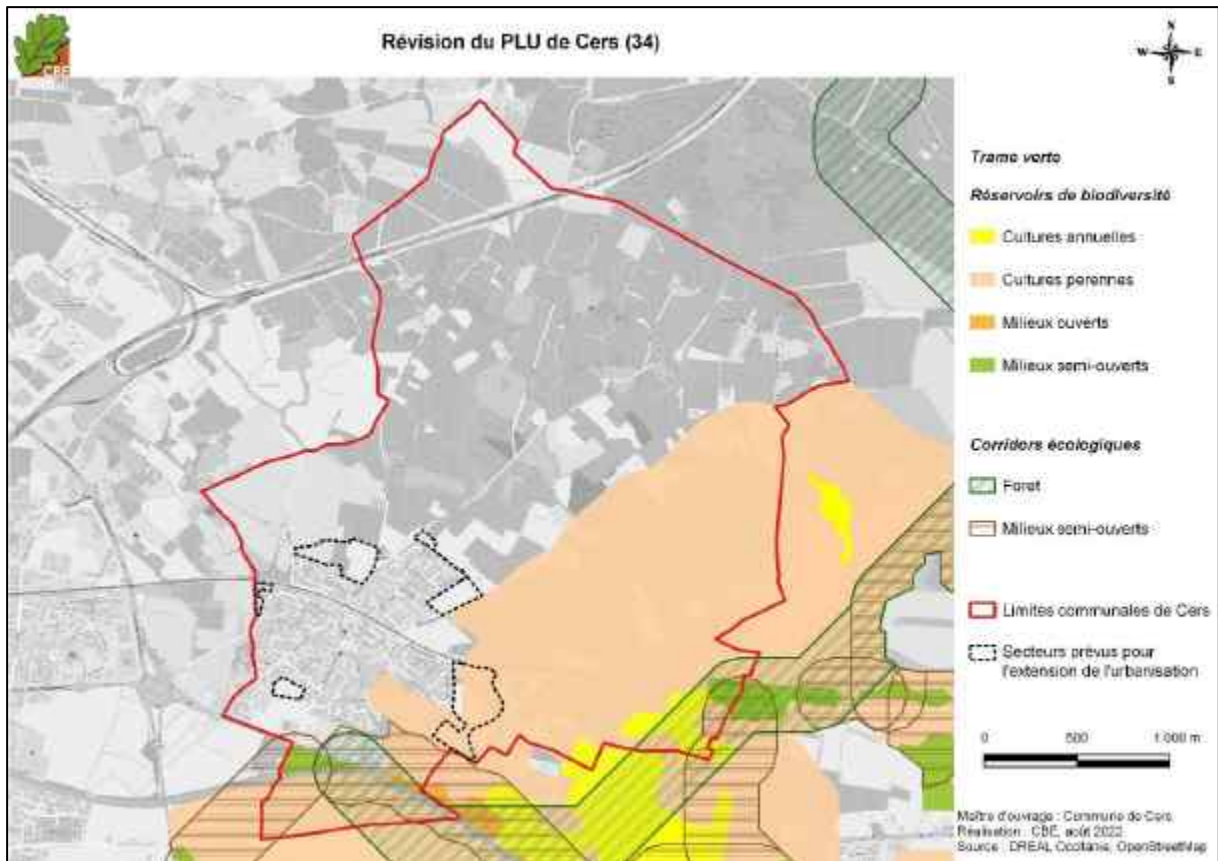 CBE
Révision du PLU de Cers (34)
N
W E
S
Trame verte
Réservoirs de biodiversité
Cultures annuelles
Cultures perennes
Milieux ouverts
Milieux semi-ouverts
Corridors écologiques
Foret
Milieux semi-ouverts
Limites communales de Cers
Secteurs prévus pour
l'extension de l'urbanisation
0 500 1 000 m
Maître d'ouvrage : Commune de Cers
Réalisation : CBE, août 2022
Source : DREAL Occitanie, OpenStreetMap